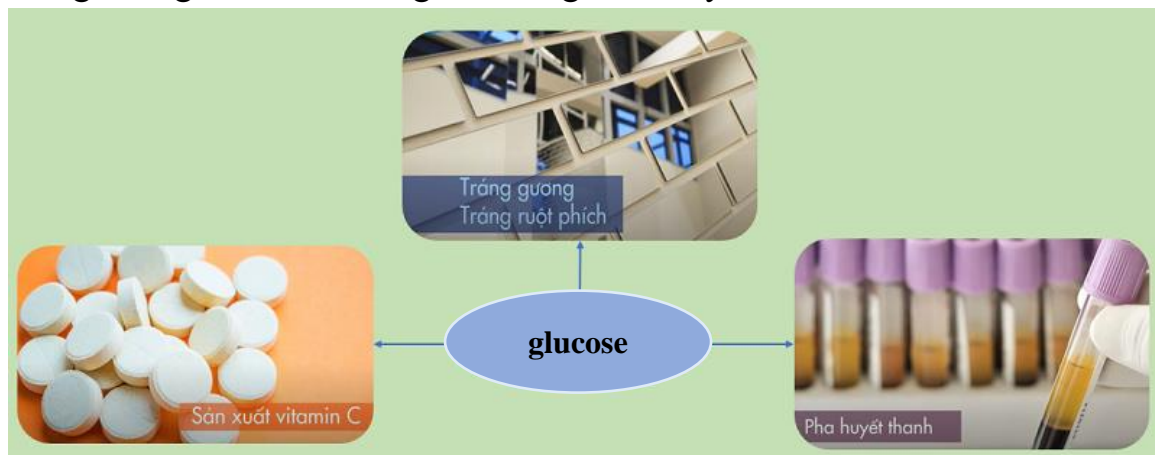 Tráng gương
Tráng ruột phích
glucose
Sản xuất vitamin C
Pha huyết thanh